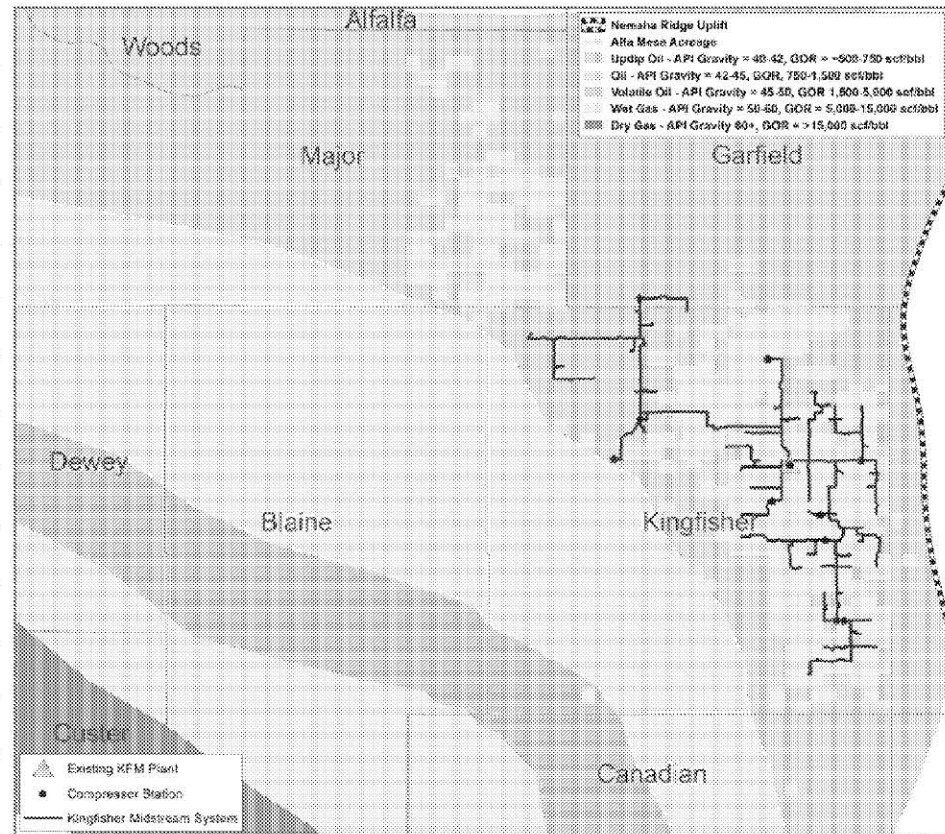 Alfalfa
Woods
Nemaha Ridge Uplift
Alta Mesa Acreage
Updip Oil - API Gravity = 40-42, GOR = ~500-750 scf/bbl
Oil - API Gravity = 42-45, GOR, 750-1,500 scf/bbl
Volatile Oil - API Gravity = 45-50, GOR 1,500-5,000 scf/bbl
Wet Gas - API Gravity = 50-60, GOR = 5,000-15,000 scf/bbl
Dry Gas - API Gravity 60+, GOR = >15,000 scf/bbl
Major
Garfield
Dewey
Blaine
Kingfisher
Custer
Canadian
Existing KFM Plant
Compressor Station
Kingfisher Midstream System